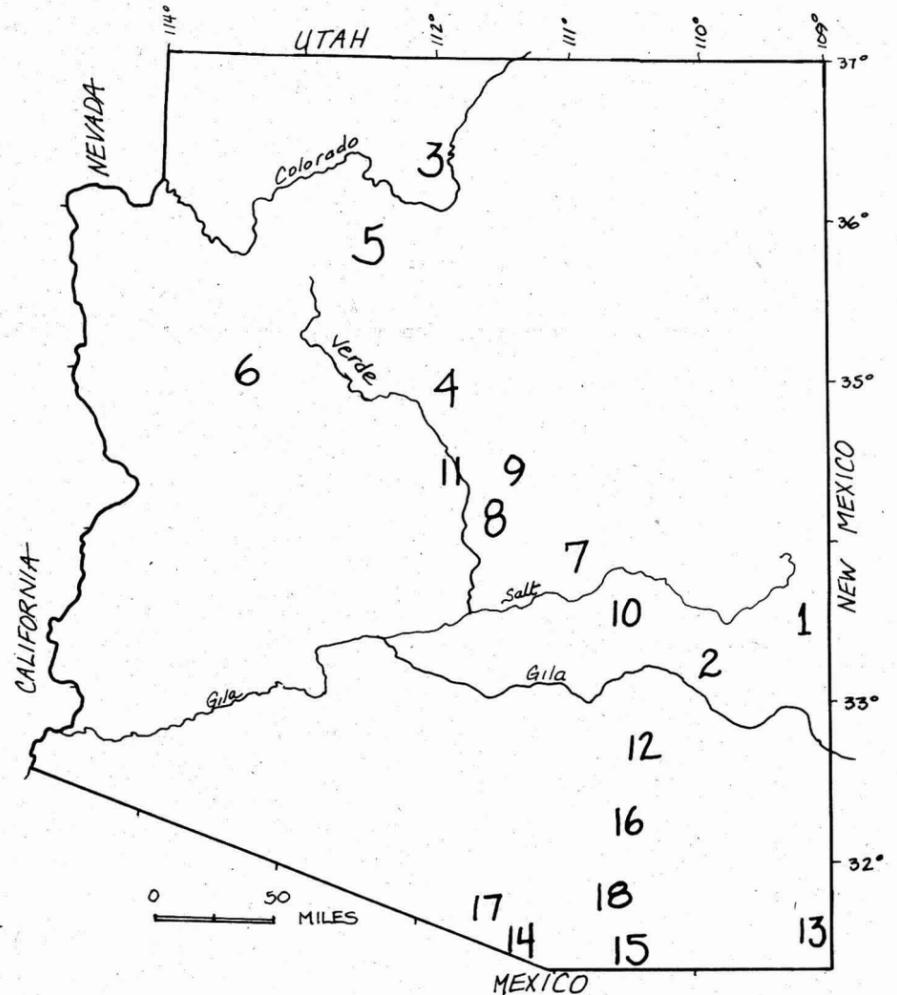 114°
112°
111°
110°
109°
UTAH
37°
NEVADA
Colorado
3
36°
5
Verde
6
4
35°
11
9
8
NEW MEXICO
7
CALIFORNIA
Salt
10
1
2
Gila
Gila
33°
12
16
32°
0 50
MILES
17
18
13
14
15
MEXICO